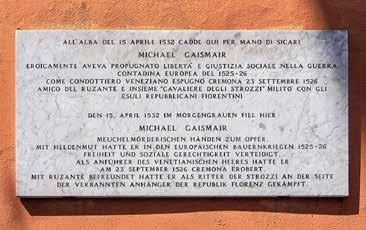 ALL'ALBA DEL 15 APRILE 1532 CADDE QUI PER MANO DI SICARI
MICHAEL GAISMAIR
EROICAMENTE AVEVA PROPUGNATO LIBERTA' E GIUSTIZIA SOCIALE NELLA GUERRA
CONTADINA EUROPEA DEL 1525-26
COME CONDOTTIERO VENEZIANO ESPUGNÒ CREMONA 23 SETTEMBRE 1526
AMICO DEL RUZANTE E INSIEME "CAVALIERE DEGLI STROZZI" MILITÒ CON GLI
ESULI REPUBBLICANI FIORENTINI
DEN 15. APRIL 1532 IM MORGENGRAUEN FIEL HIER
MICHAEL GAISMAIR
MEUCHELMÖRDERISCHEN HÄNDEN ZUM OPFER.
MIT HELDENMUT HATTE ER IN DEN EUROPÄISCHEN BAUERNKRIEGEN 1525-26
FREIHEIT UND SOZIALE GERECHTIGKEIT VERTEIDIGT.
ALS ANFÜHRER DES VENETIANISCHEN HEERES HATTE ER
AM 23 SEPTEMBER 1526 CREMONA EROBERT.
MIT RUZANTE BEFREUNDET HATTE ER ALS RITTER DER STROZZI AN DER SEITE
DER VERBANNTEN ANHÄNGER DER REPUBLIK FLORENZ GEKÄMPFT.